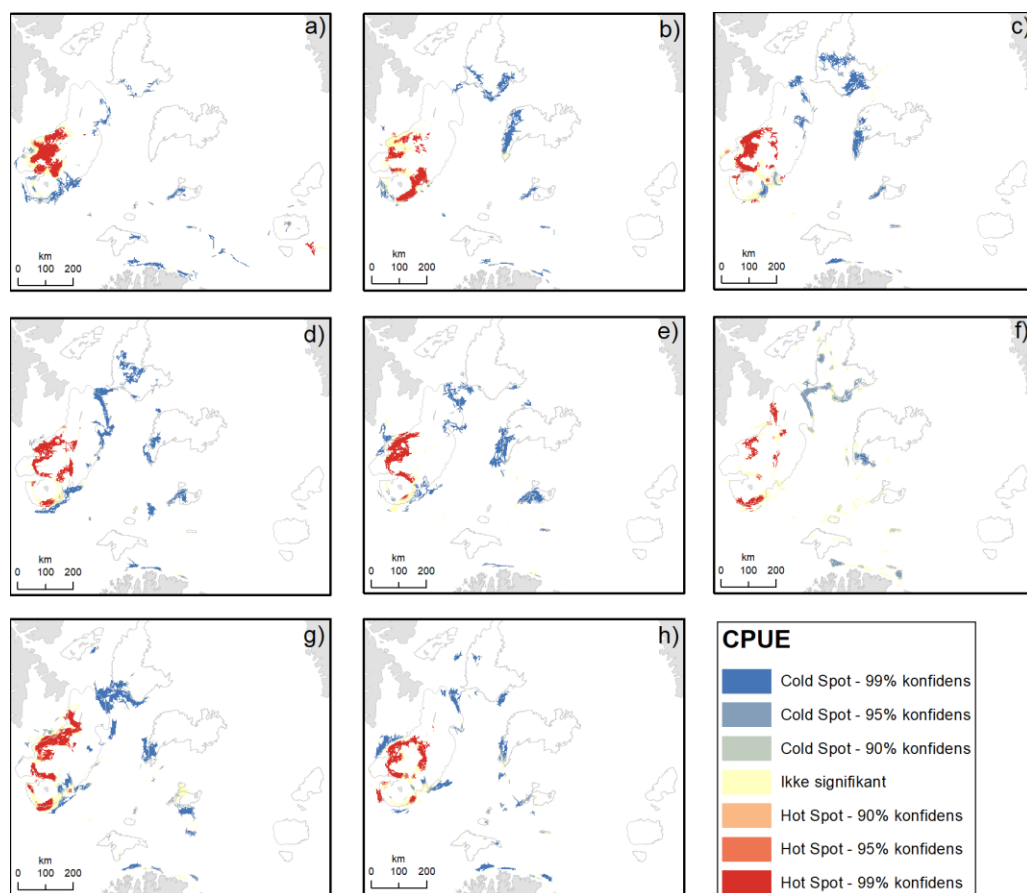 a)
km
0 100 200
b)
km
0 100 200
c)
km
0 100 200
d)
km
0 100 200
e)
km
0 100 200
f)
km
0 100 200
g)
km
0 100 200
h)
km
0 100 200
CPUE
Cold Spot - 99% konfidens
Cold Spot - 95% konfidens
Cold Spot - 90% konfidens
Ikke signifikant
Hot Spot - 90% konfidens
Hot Spot - 95% konfidens
Hot Spot - 99% konfidens